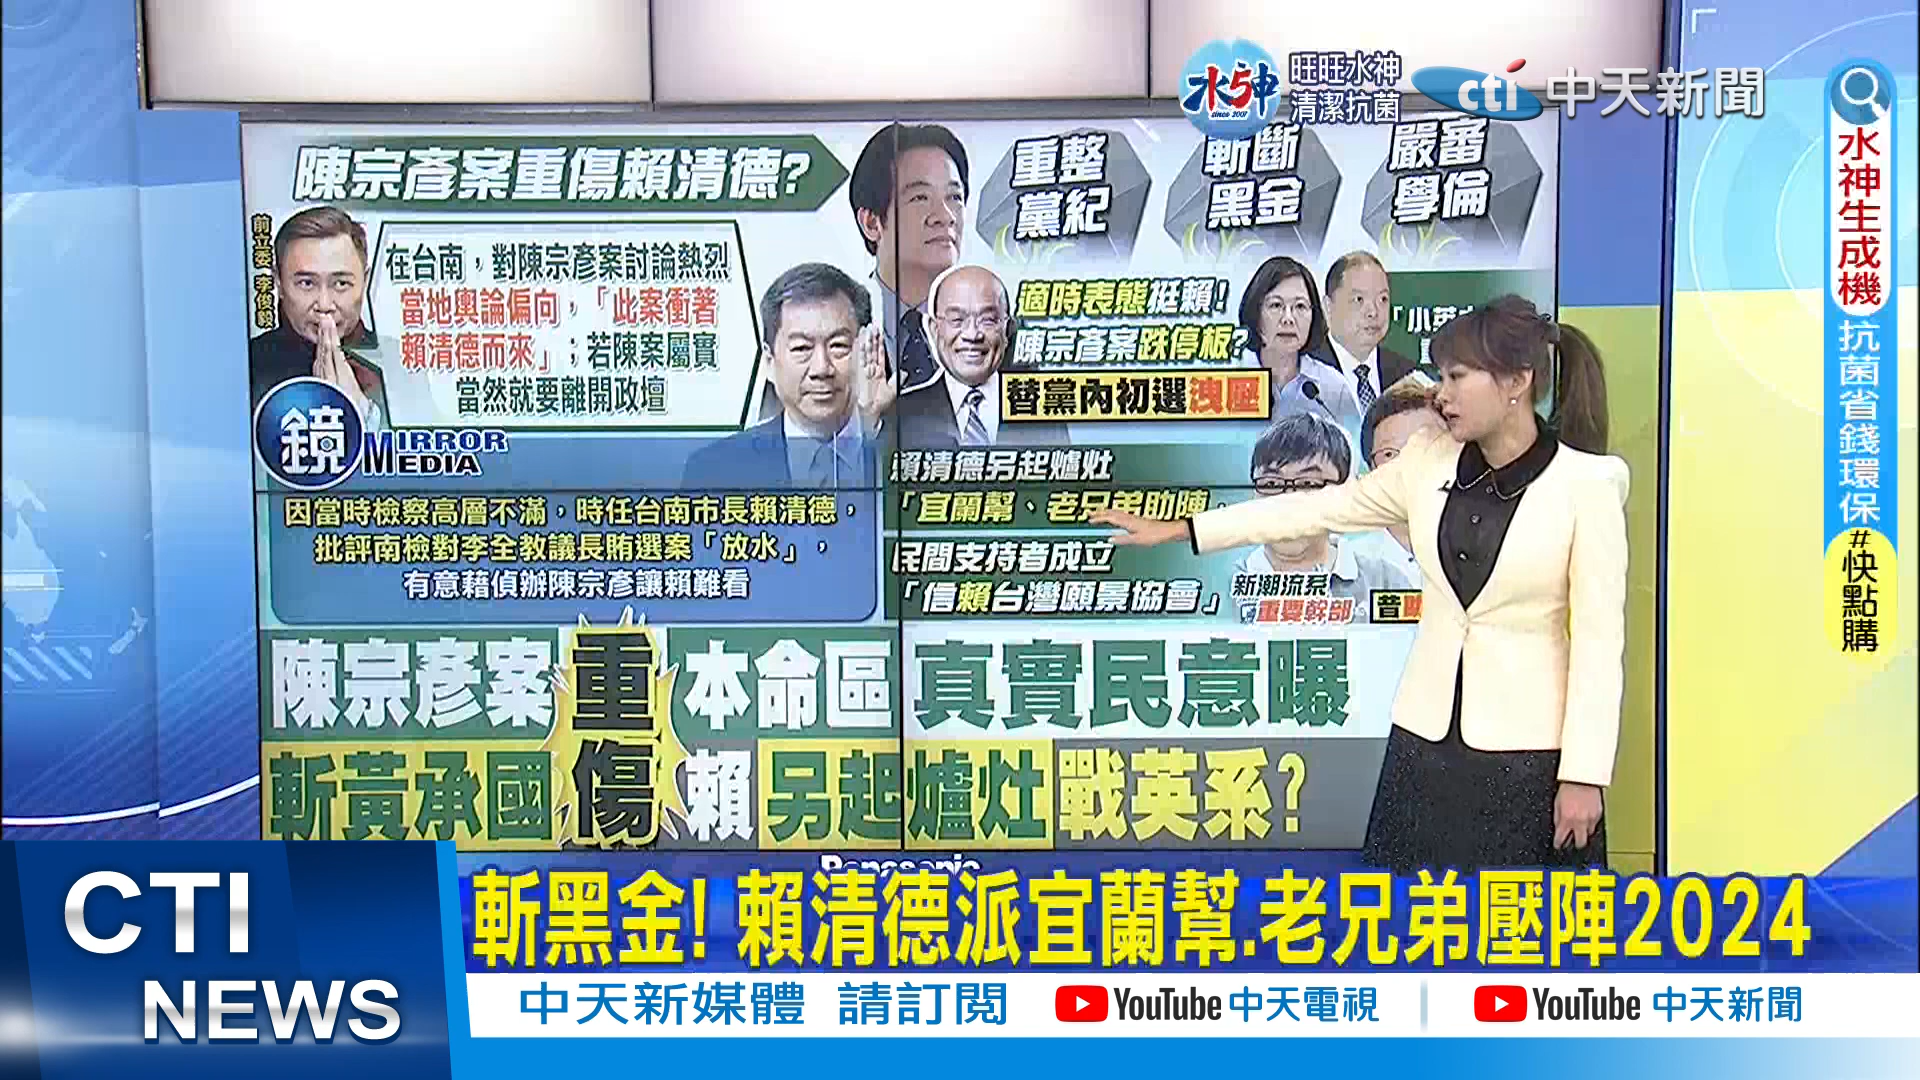 水神
since 2007
旺旺水神
清潔抗菌
cti 中天新聞
水神生成機
抗菌省錢環保
#快點購
陳宗彥案重傷賴清德?
重整
黨紀
斬斷
黑金
嚴審
學倫
前立委 李俊毅
在台南，對陳宗彥案討論熱烈
當地輿論偏向，「此案衝著
賴清德而來」；若陳案屬實
當然就要離開政壇
鏡
MIRROR
MEDIA
適時表態挺賴!
陳宗彥案跌停板?
替黨內初選洩壓
「小英
因當時檢察高層不滿，時任台南市長賴清德，
批評南檢對李全教議長賄選案「放水」，
有意藉偵辦陳宗彥讓賴難看
賴清德另起爐灶
「宜蘭幫、老兄弟助陣」
民間支持者成立
「信賴台灣願景協會」
新潮流系
重要幹部
昔
陳宗彥案重傷本命區 真實民意曝
斬黃承國 賴另起爐灶戰英系?
Panasonic
CTI
NEWS
斬黑金! 賴清德派宜蘭幫.老兄弟壓陣2024
中天新媒體 請訂閱 YouTube 中天電視 | YouTube 中天新聞